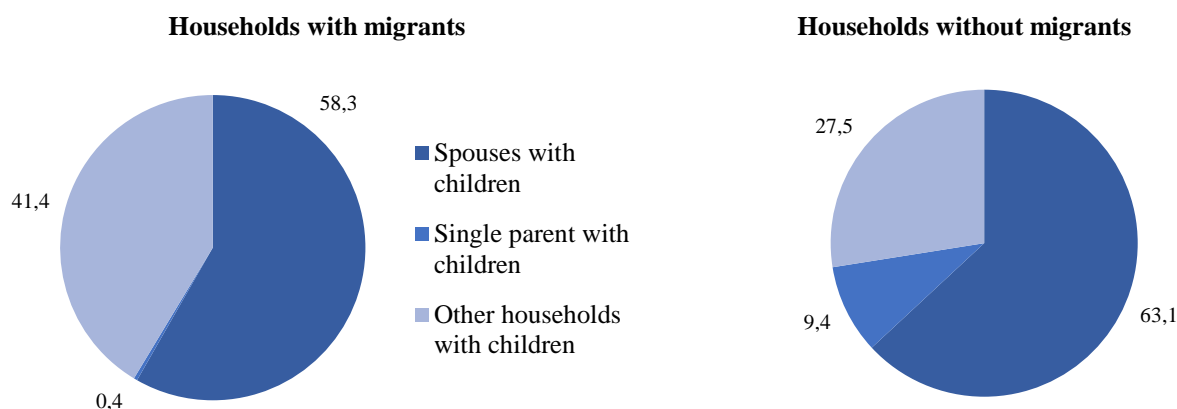 Households with migrants
58,3
41,4
0,4
Spouses with
children
Single parent with
children
Other households
with children
Households without migrants
27,5
9,4
63,1